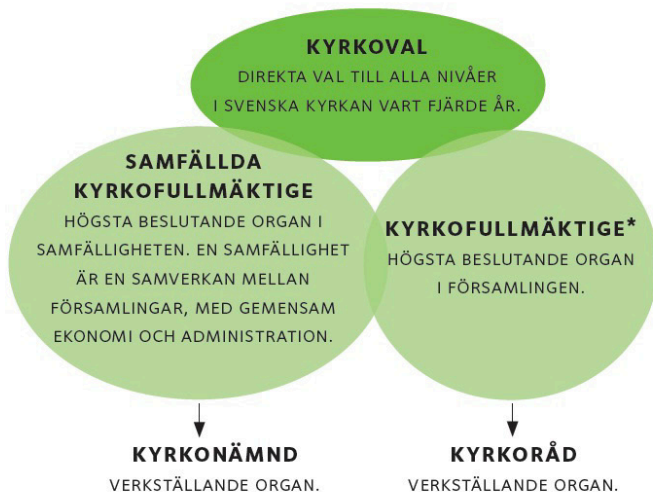 KYRKOVAL
DIREKTA VAL TILL ALLA NIVÅER
I SVENSKA KYRKAN VART FJÄRDE ÅR.
SAMFÄLLDA
KYRKOFULLMÄKTIGE
HÖGSTA BESLUTANDE ORGAN I
SAMFÄLLIGHETEN. EN SAMFÄLLIGHET
ÄR EN SAMVERKAN MELLAN
FÖRSAMLINGAR, MED GEMENSAM
EKONOMI OCH ADMINISTRATION.
KYRKOFULLMÄKTIGE*
HÖGSTA BESLUTANDE ORGAN
I FÖRSAMLINGEN.
KYRKONÄMND
VERKSTÄLLANDE ORGAN.
KYRKORÅD
VERKSTÄLLANDE ORGAN.